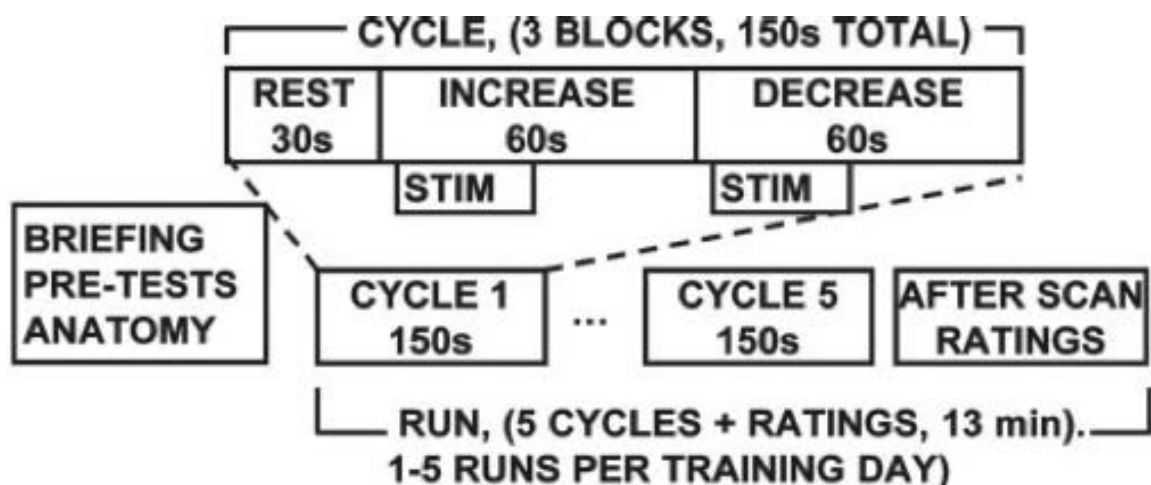 CYCLE, (3 BLOCKS, 150s TOTAL)
REST
30s
INCREASE
60s
DECREASE
60s
STIM
STIM
BRIEFING
PRE-TESTS
ANATOMY
CYCLE 1
150s
...
CYCLE 5
150s
AFTER SCAN
RATINGS
RUN, (5 CYCLES + RATINGS, 13 min).
1-5 RUNS PER TRAINING DAY)